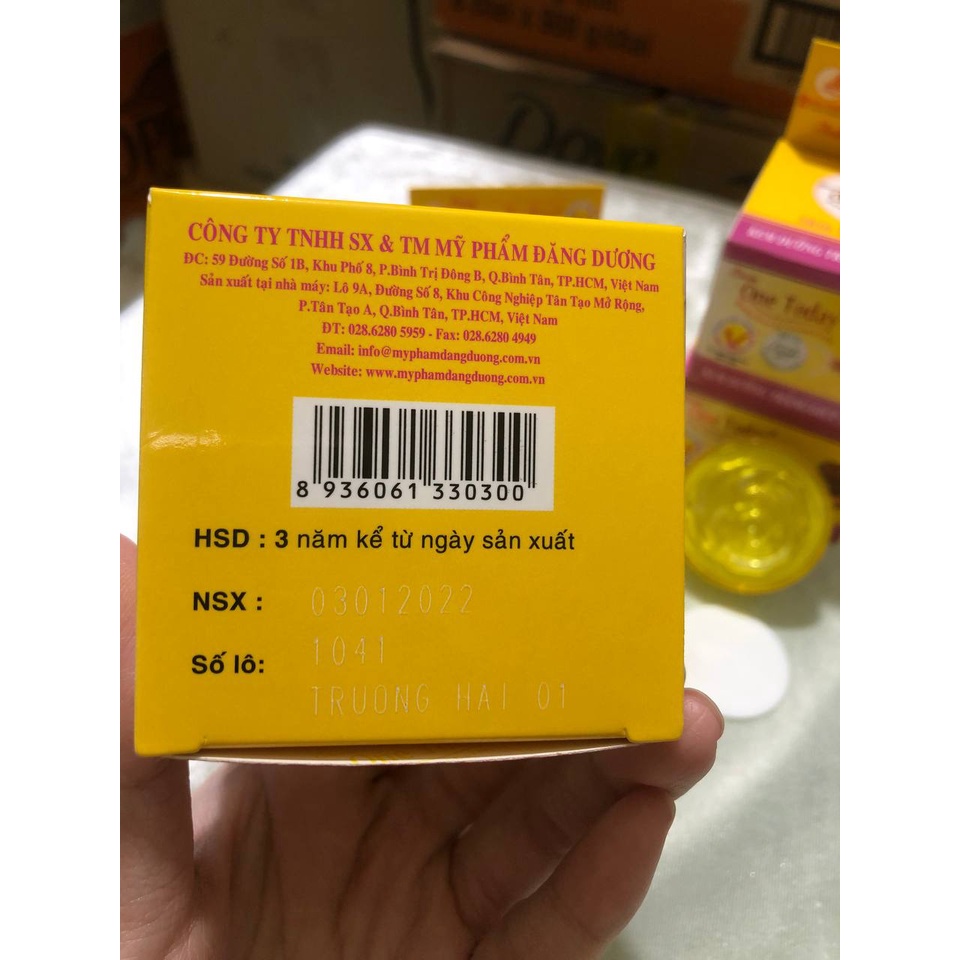 CÔNG TY TNHH SX & TM MỸ PHẨM ĐĂNG DƯƠNG
ĐC: 59 Đường Số 1B, Khu Phố 8, P.Bình Trị Đông B, Q.Bình Tân, TP.HCM, Việt Nam
Sản xuất tại nhà máy: Lô 9A, Đường Số 8, Khu Công Nghiệp Tân Tạo Mở Rộng,
P.Tân Tạo A, Q.Bình Tân, TP.HCM, Việt Nam
ĐT: 028.6280 5959 - Fax: 028.6280 4949
Email: info@myphamdangduong.com.vn
Website: www.myphamdangduong.com.vn
8 936061 330300
HSD : 3 năm kể từ ngày sản xuất
NSX : 03012022
Số lô: 1041
TRUONG HAI 01
One Today
Dove